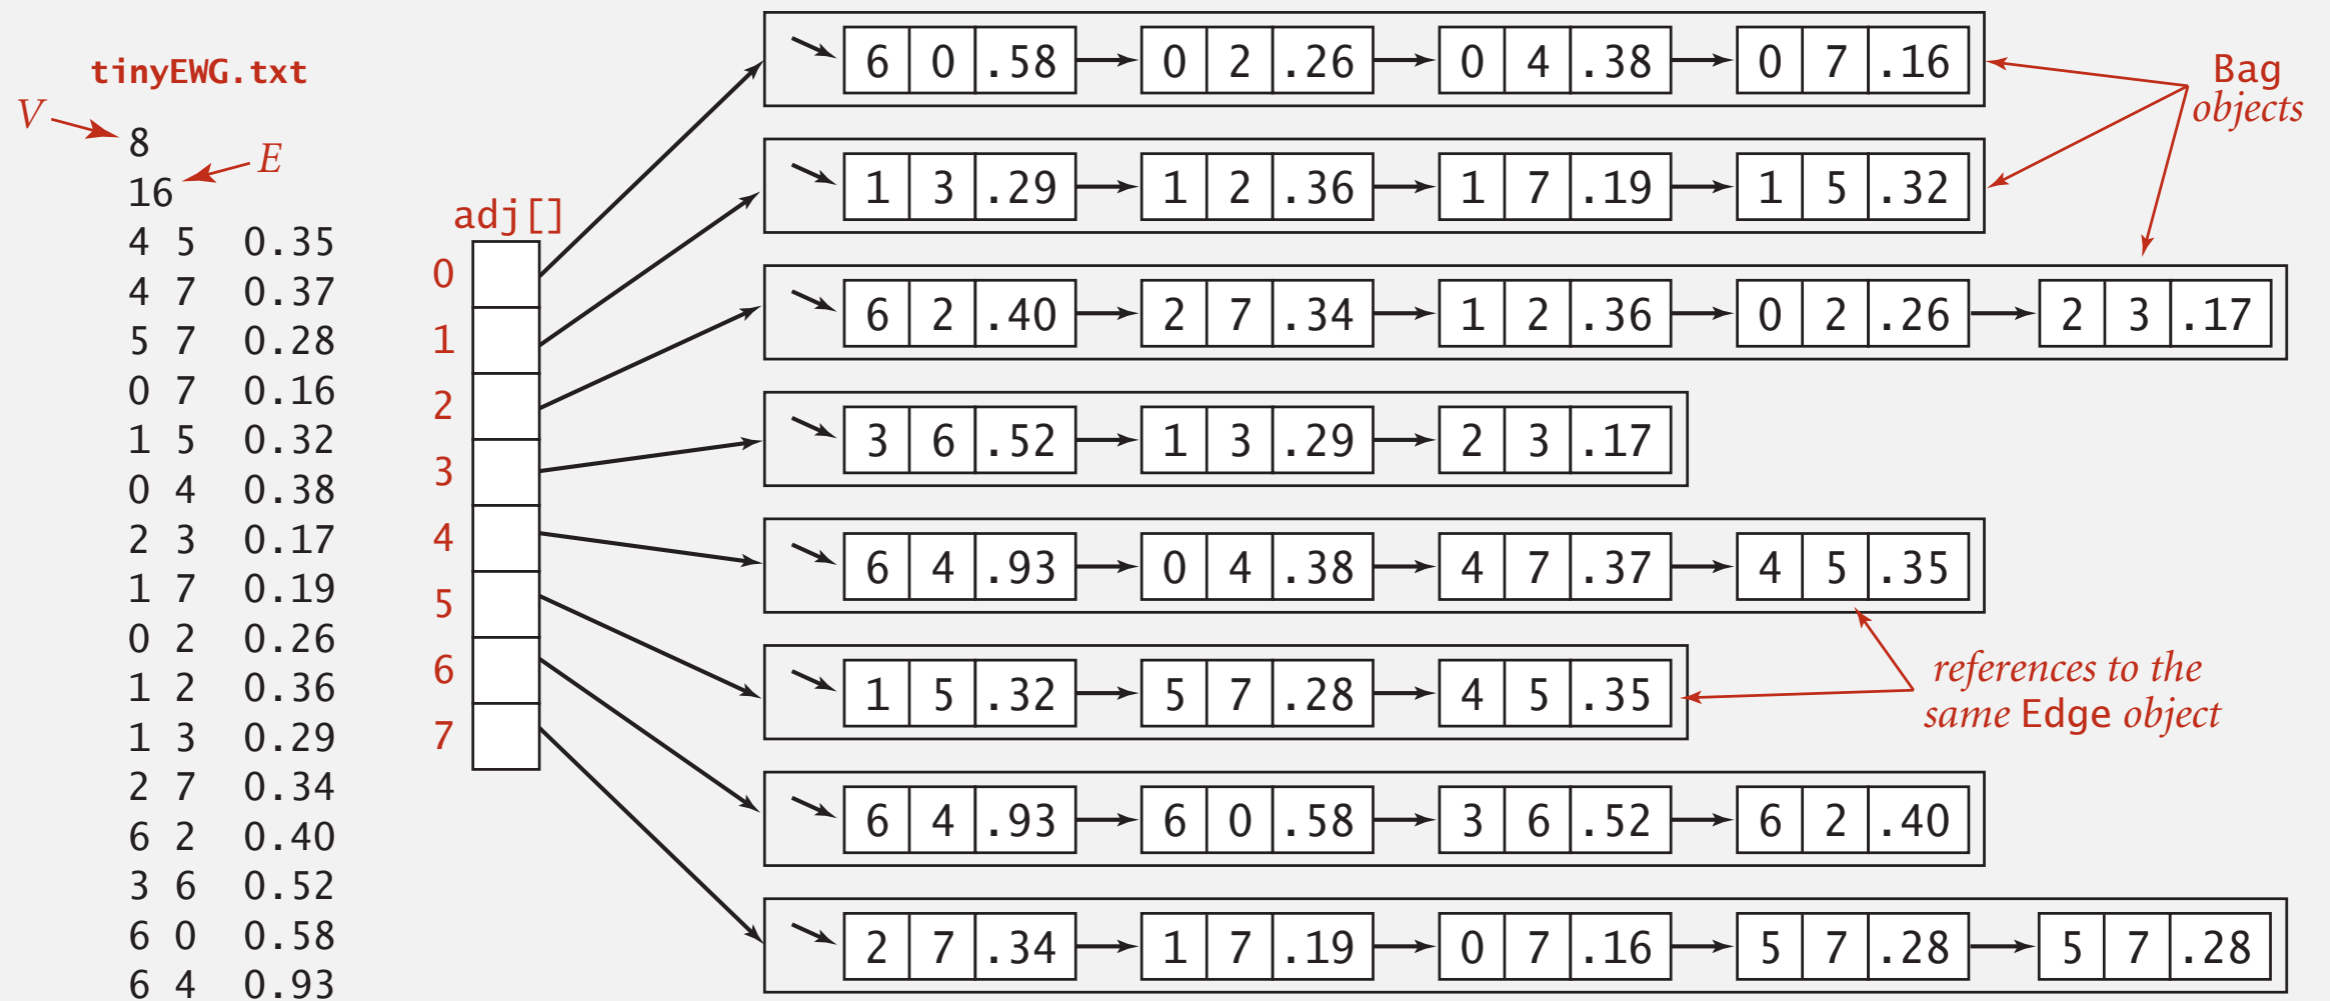 tinyEWG.txt
V
8
E
16
4 5 0.35
4 7 0.37
5 7 0.28
0 7 0.16
1 5 0.32
0 4 0.38
2 3 0.17
1 7 0.19
0 2 0.26
1 2 0.36
1 3 0.29
2 7 0.34
6 2 0.40
3 6 0.52
6 0 0.58
6 4 0.93
adj[]
0
1
2
3
4
5
6
7
6 0 .58 0 2 .26 0 4 .38 0 7 .16
1 3 .29 1 2 .36 1 7 .19 1 5 .32
6 2 .40 2 7 .34 1 2 .36 0 2 .26 2 3 .17
3 6 .52 1 3 .29 2 3 .17
6 4 .93 0 4 .38 4 7 .37 4 5 .35
1 5 .32 5 7 .28 4 5 .35
6 4 .93 6 0 .58 3 6 .52 6 2 .40
2 7 .34 1 7 .19 0 7 .16 5 7 .28 5 7 .28
Bag
objects
references to the
same Edge object